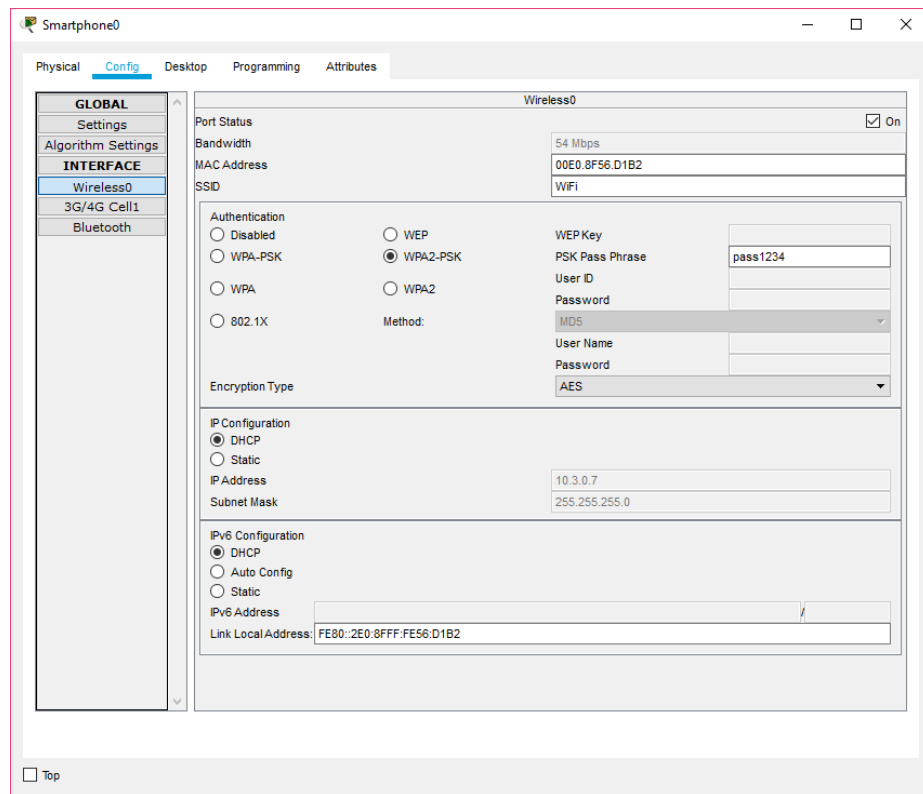 Smartphone0
Physical Config Desktop Programming Attributes
GLOBAL
Settings
Algorithm Settings
INTERFACE
Wireless0
3G/4G Cell1
Bluetooth
Wireless0
Port Status On
Bandwidth 54 Mbps
MAC Address 00E0.8F56.D1B2
SSID WiFi
Authentication
Disabled WEP WEP Key
WPA-PSK WPA2-PSK PSK Pass Phrase pass1234
User ID
WPA WPA2
Password
802.1X Method: MD5
User Name
Password
Encryption Type AES
IP Configuration
DHCP
Static
IP Address 10.3.0.7
Subnet Mask 255.255.255.0
IPv6 Configuration
DHCP
Auto Config
Static
IPv6 Address /
Link Local Address: FE80::2E0:8FFF:FE56:D1B2
Top